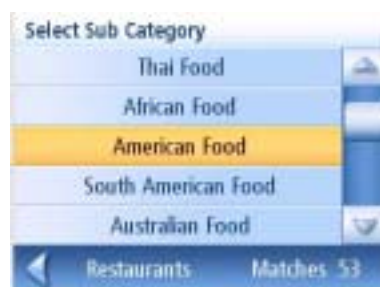 Select Sub Category
Thai Food
African Food
American Food
South American Food
Australian Food
Restaurants Matches 53